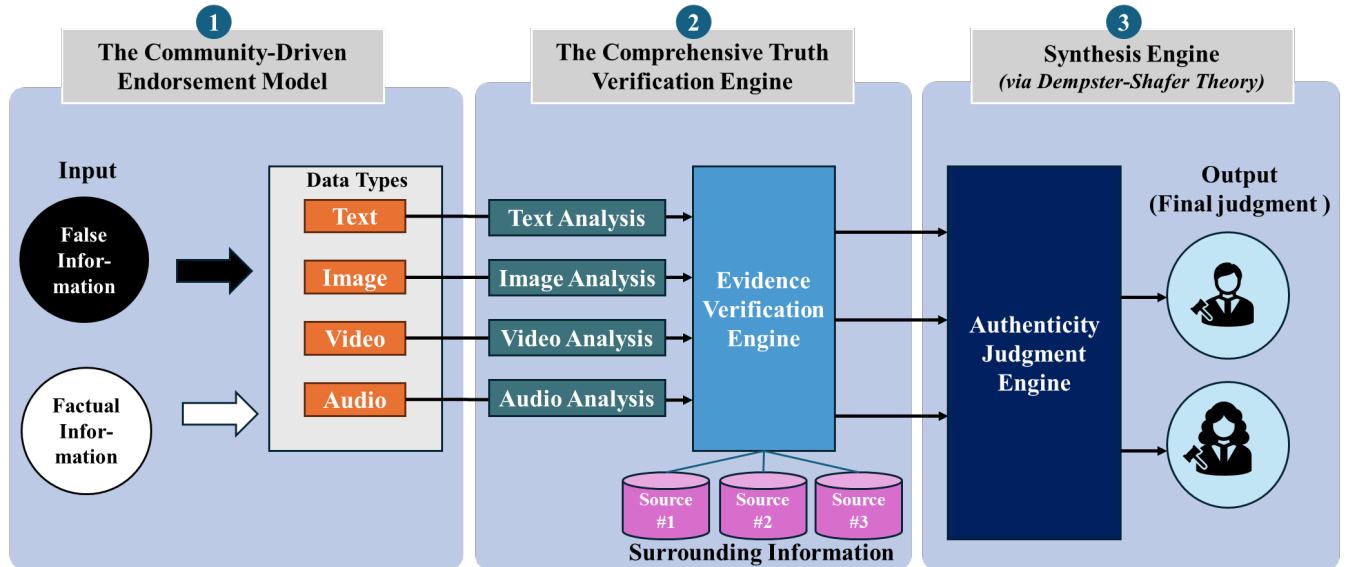 1
The Community-Driven
Endorsement Model
Input
False
Infor-
mation
Factual
Infor-
mation
Data Types
Text
Image
Video
Audio
2
The Comprehensive Truth
Verification Engine
Text Analysis
Image Analysis
Video Analysis
Audio Analysis
Evidence
Verification
Engine
Source
#1
Source
#2
Source
#3
Surrounding Information
3
Synthesis Engine
(via Dempster-Shafer Theory)
Authenticity
Judgment
Engine
Output
(Final judgment )